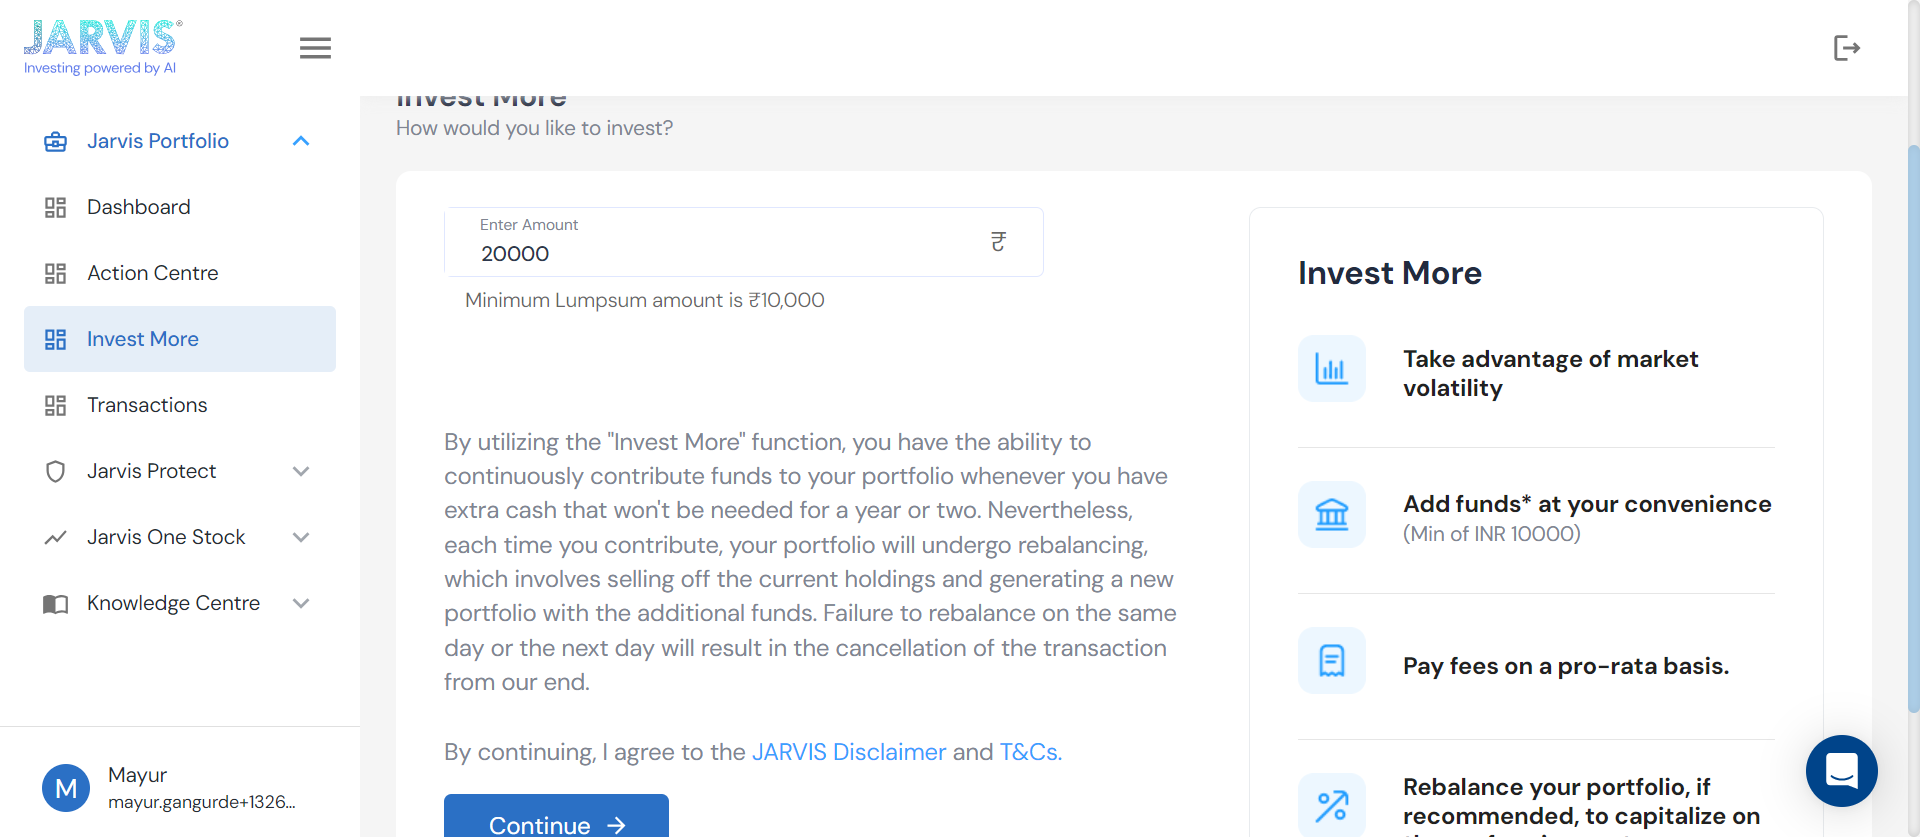 JARVIS®
Investing powered by AI
Jarvis Portfolio
Dashboard
Action Centre
Invest More
Transactions
Jarvis Protect
Jarvis One Stock
Knowledge Centre
M
Mayur
mayur.gangurde+1326...
Invest More
How would you like to invest?
Enter Amount
20000
₹
Minimum Lumpsum amount is ₹10,000
By utilizing the "Invest More" function, you have the ability to
continuously contribute funds to your portfolio whenever you have
extra cash that won't be needed for a year or two. Nevertheless,
each time you contribute, your portfolio will undergo rebalancing,
which involves selling off the current holdings and generating a new
portfolio with the additional funds. Failure to rebalance on the same
day or the next day will result in the cancellation of the transaction
from our end.
By continuing, I agree to the JARVIS Disclaimer and T&Cs.
Continue →
Invest More
Take advantage of market
volatility
Add funds* at your convenience
(Min of INR 10000)
Pay fees on a pro-rata basis.
Rebalance your portfolio, if
recommended, to capitalize on